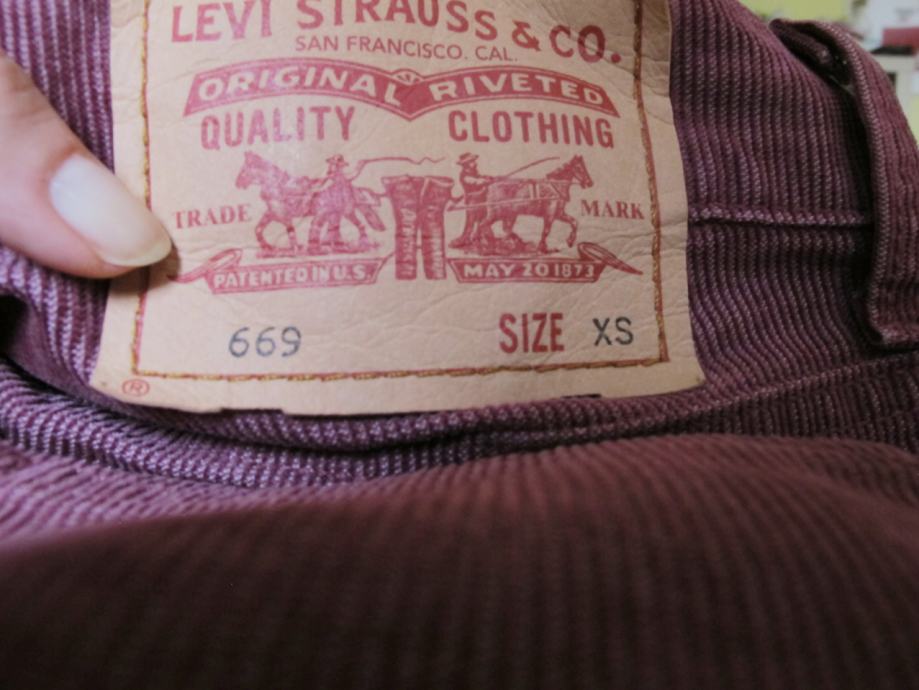 LEVI STRAUSS & CO.
SAN FRANCISCO. CAL.
ORIGINAL RIVETED
QUALITY CLOTHING
TRADE MARK
PATENTED IN U.S. MAY 20 1873
669 SIZE XS
®